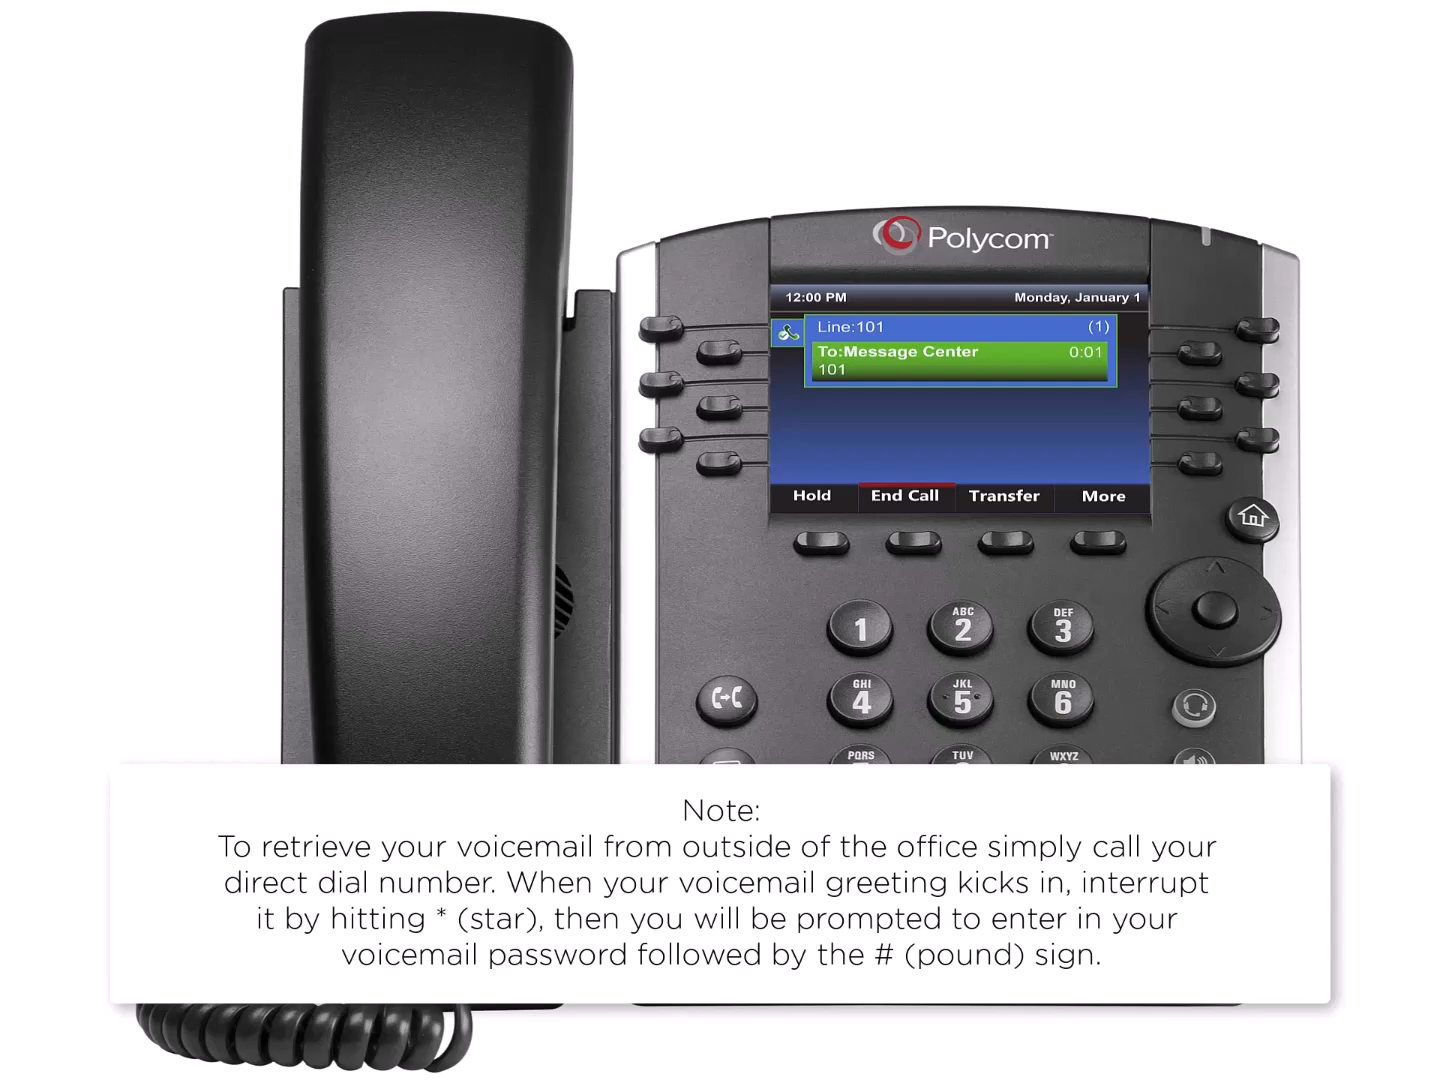 Polycom
12:00 PM Monday, January 1
Line:101 (1)
To:Message Center 0:01
101
Hold End Call Transfer More
1 ABC 2 DEF 3
GHI 4 JKL 5 MNO 6
PQRS TUV WXYZ
Note:
To retrieve your voicemail from outside of the office simply call your
direct dial number. When your voicemail greeting kicks in, interrupt
it by hitting * (star), then you will be prompted to enter in your
voicemail password followed by the # (pound) sign.